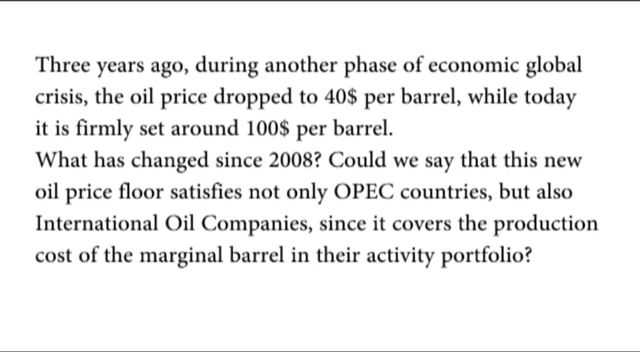 Three years ago, during another phase of economic global
crisis, the oil price dropped to 40$ per barrel, while today
it is firmly set around 100$ per barrel.
What has changed since 2008? Could we say that this new
oil price floor satisfies not only OPEC countries, but also
International Oil Companies, since it covers the production
cost of the marginal barrel in their activity portfolio?